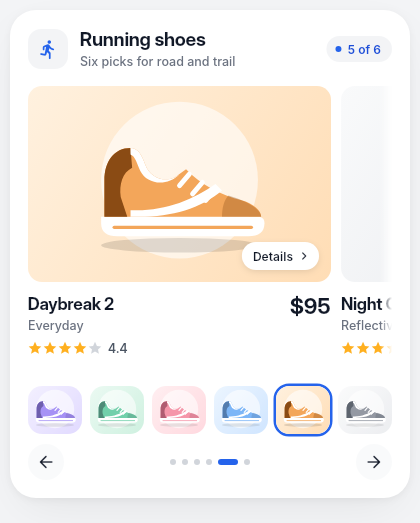 Running shoes
Six picks for road and trail
5 of 6
Details
Daybreak 2
$95
Night
Everyday
4.4